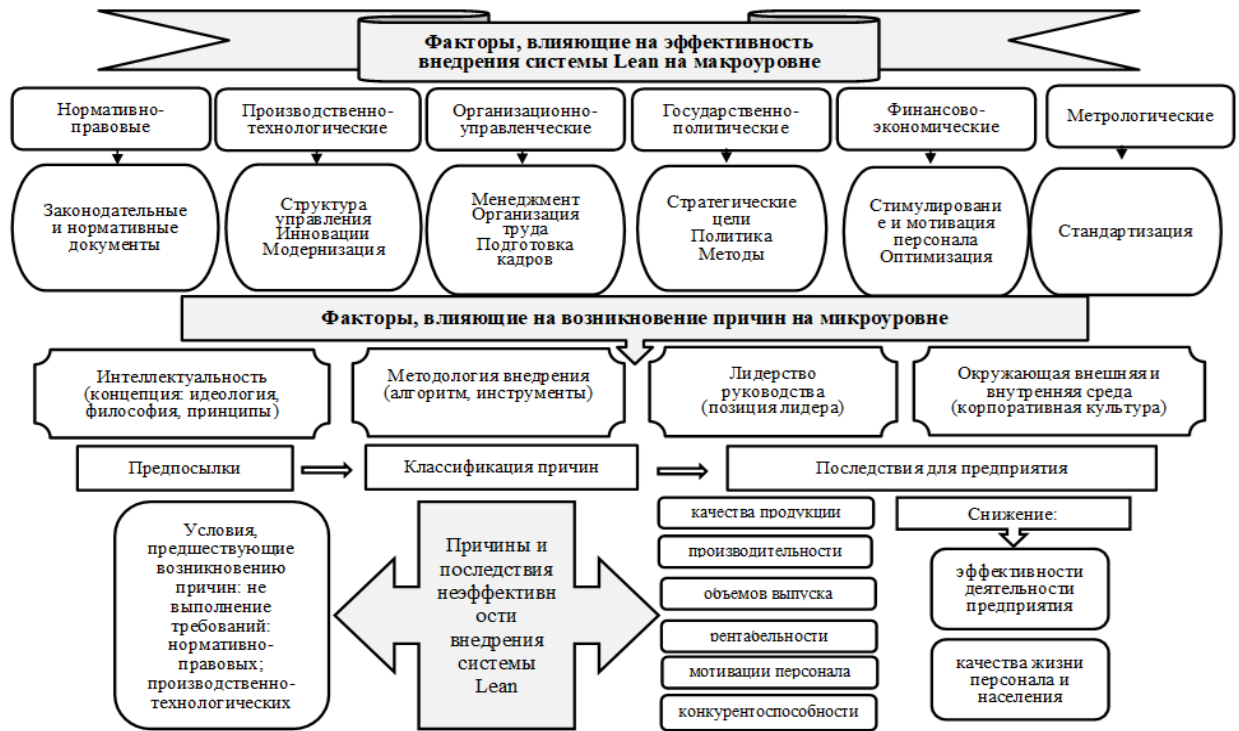 Факторы, влияющие на эффективность
внедрения системы Lean на макроуровне
Нормативно-
правовые
Производственно-
технологические
Организационно-
управленческие
Государственно-
политические
Финансово-
экономические
Метрологические
Законодательные
и нормативные
документы
Структура
управления
Инновации
Модернизация
Менеджмент
Организация
труда
Подготовка
кадров
Стратегические
цели
Политика
Методы
Стимулировани
е и мотивация
персонала
Оптимизация
Стандартизация
Факторы, влияющие на возникновение причин на микроуровне
Интеллектуальность
(концепция: идеология,
философия, принципы)
Методология внедрения
(алгоритм, инструменты)
Лидерство
руководства
(позиция лидера)
Окружающая внешняя и
внутренняя среда
(корпоративная культура)
Предпосылки
Классификация причин
Последствия для предприятия
Условия,
предшествующие
возникновению
причин: не
выполнение
требований:
нормативно-
правовых;
производственно-
технологических
Причины и
последствия
неэффективн
ости
внедрения
системы
Lean
качества продукции
производительности
объемов выпуска
рентабельности
мотивации персонала
конкурентоспособности
Снижение:
эффективности
деятельности
предприятия
качества жизни
персонала и
населения